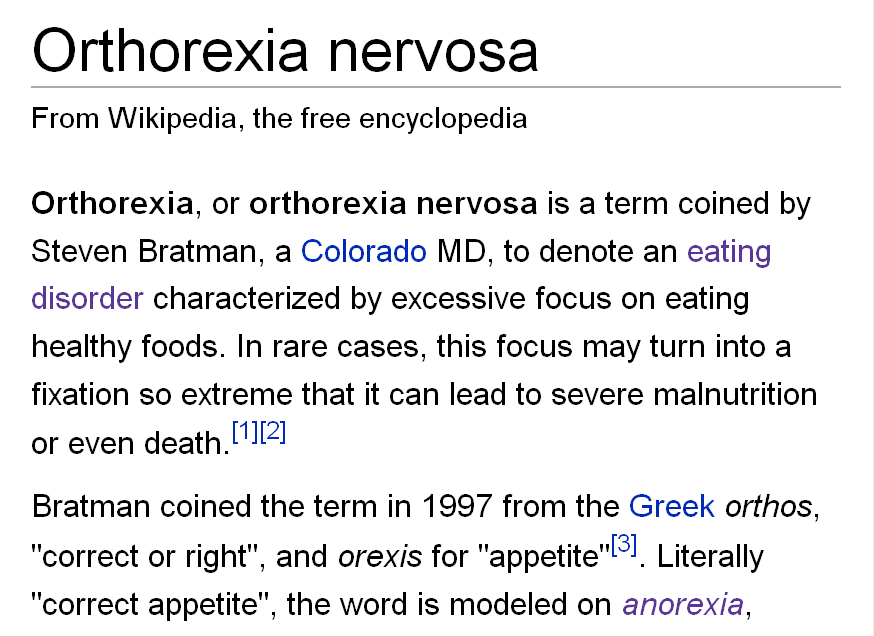 Orthorexia nervosa
From Wikipedia, the free encyclopedia
Orthorexia, or orthorexia nervosa is a term coined by
Steven Bratman, a Colorado MD, to denote an eating
disorder characterized by excessive focus on eating
healthy foods. In rare cases, this focus may turn into a
fixation so extreme that it can lead to severe malnutrition
or even death.[1][2]
Bratman coined the term in 1997 from the Greek orthos,
"correct or right", and orexis for "appetite"[3]. Literally
"correct appetite", the word is modeled on anorexia,